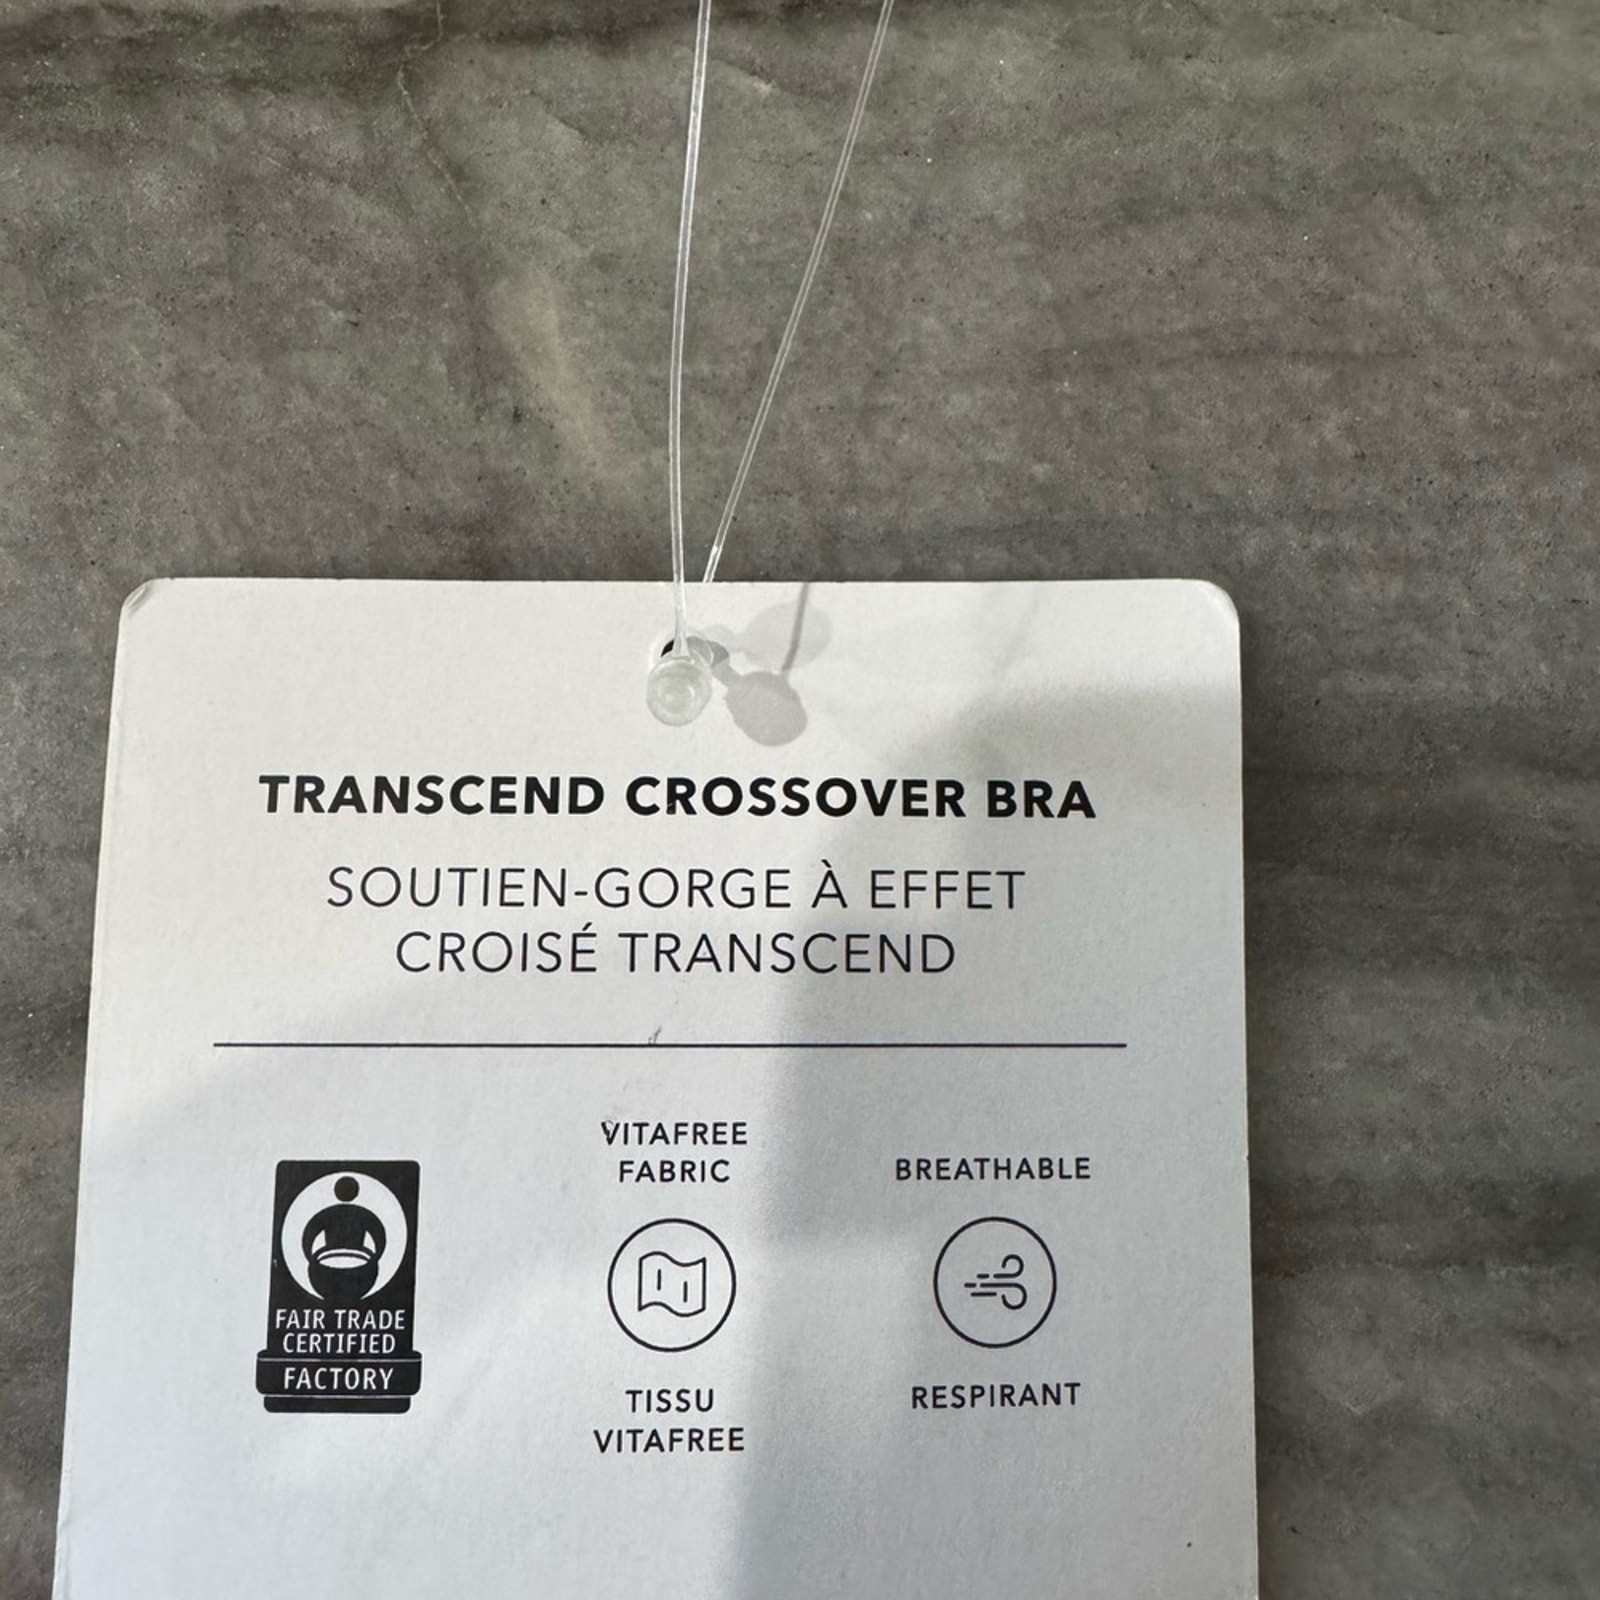 TRANSCEND CROSSOVER BRA
SOUTIEN-GORGE À EFFET
CROISÉ TRANSCEND
FAIR TRADE
CERTIFIED
FACTORY
VITAFREE
FABRIC
TISSU
VITAFREE
BREATHABLE
RESPIRANT